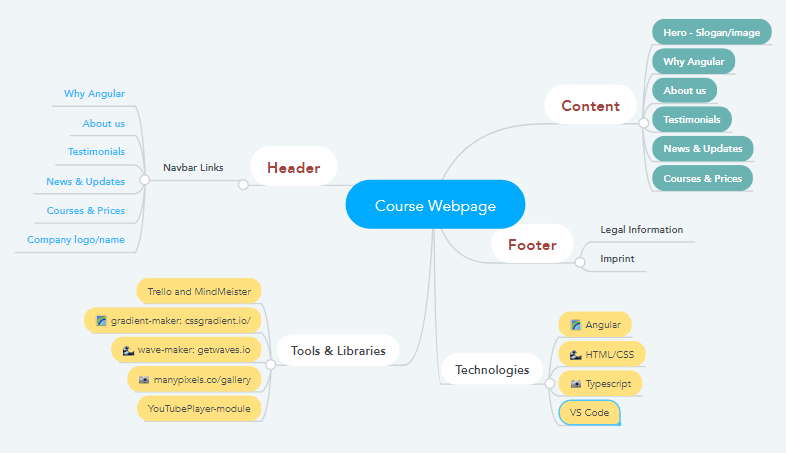 Course Webpage
Header
Navbar Links
Why Angular
About us
Testimonials
News & Updates
Courses & Prices
Company logo/name
Content
Hero - Slogan/image
Why Angular
About us
Testimonials
News & Updates
Courses & Prices
Footer
Legal Information
Imprint
Tools & Libraries
Trello and MindMeister
gradient-maker: cssgradient.io/
wave-maker: getwaves.io
manypixels.co/gallery
YouTubePlayer-module
Technologies
Angular
HTML/CSS
Typescript
VS Code